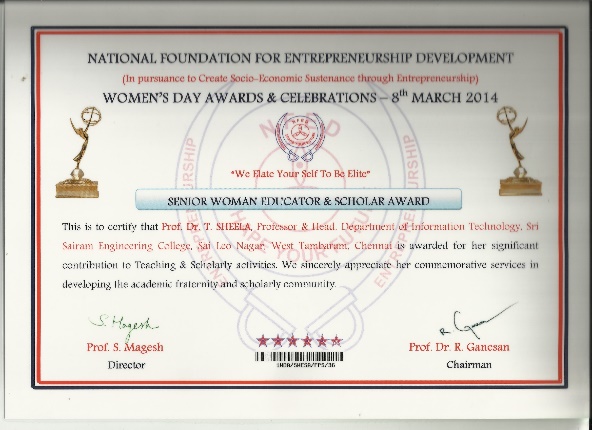 NATIONAL FOUNDATION FOR ENTREPRENEURSHIP DEVELOPMENT
(In pursuance to Create Socio-Economic Sustenance through Entrepreneurship)
WOMEN'S DAY AWARDS & CELEBRATIONS – 8th MARCH 2014
NFED
"We Elate Your Self To Be Elite"
SENIOR WOMAN EDUCATOR & SCHOLAR AWARD
This is to certify that Prof. Dr. T. SHEELA, Professor & Head, Department of Information Technology, Sri
Sairam Engineering College, Sai Leo Nagar, West Tambaram, Chennai is awarded for her significant
contribution to Teaching & Scholarly activities. We sincerely appreciate her commemorative services in
developing the academic fraternity and scholarly community.
S. Magesh
Prof. S. Magesh
Prof. Dr. R. Ganesan
Director
Chairman